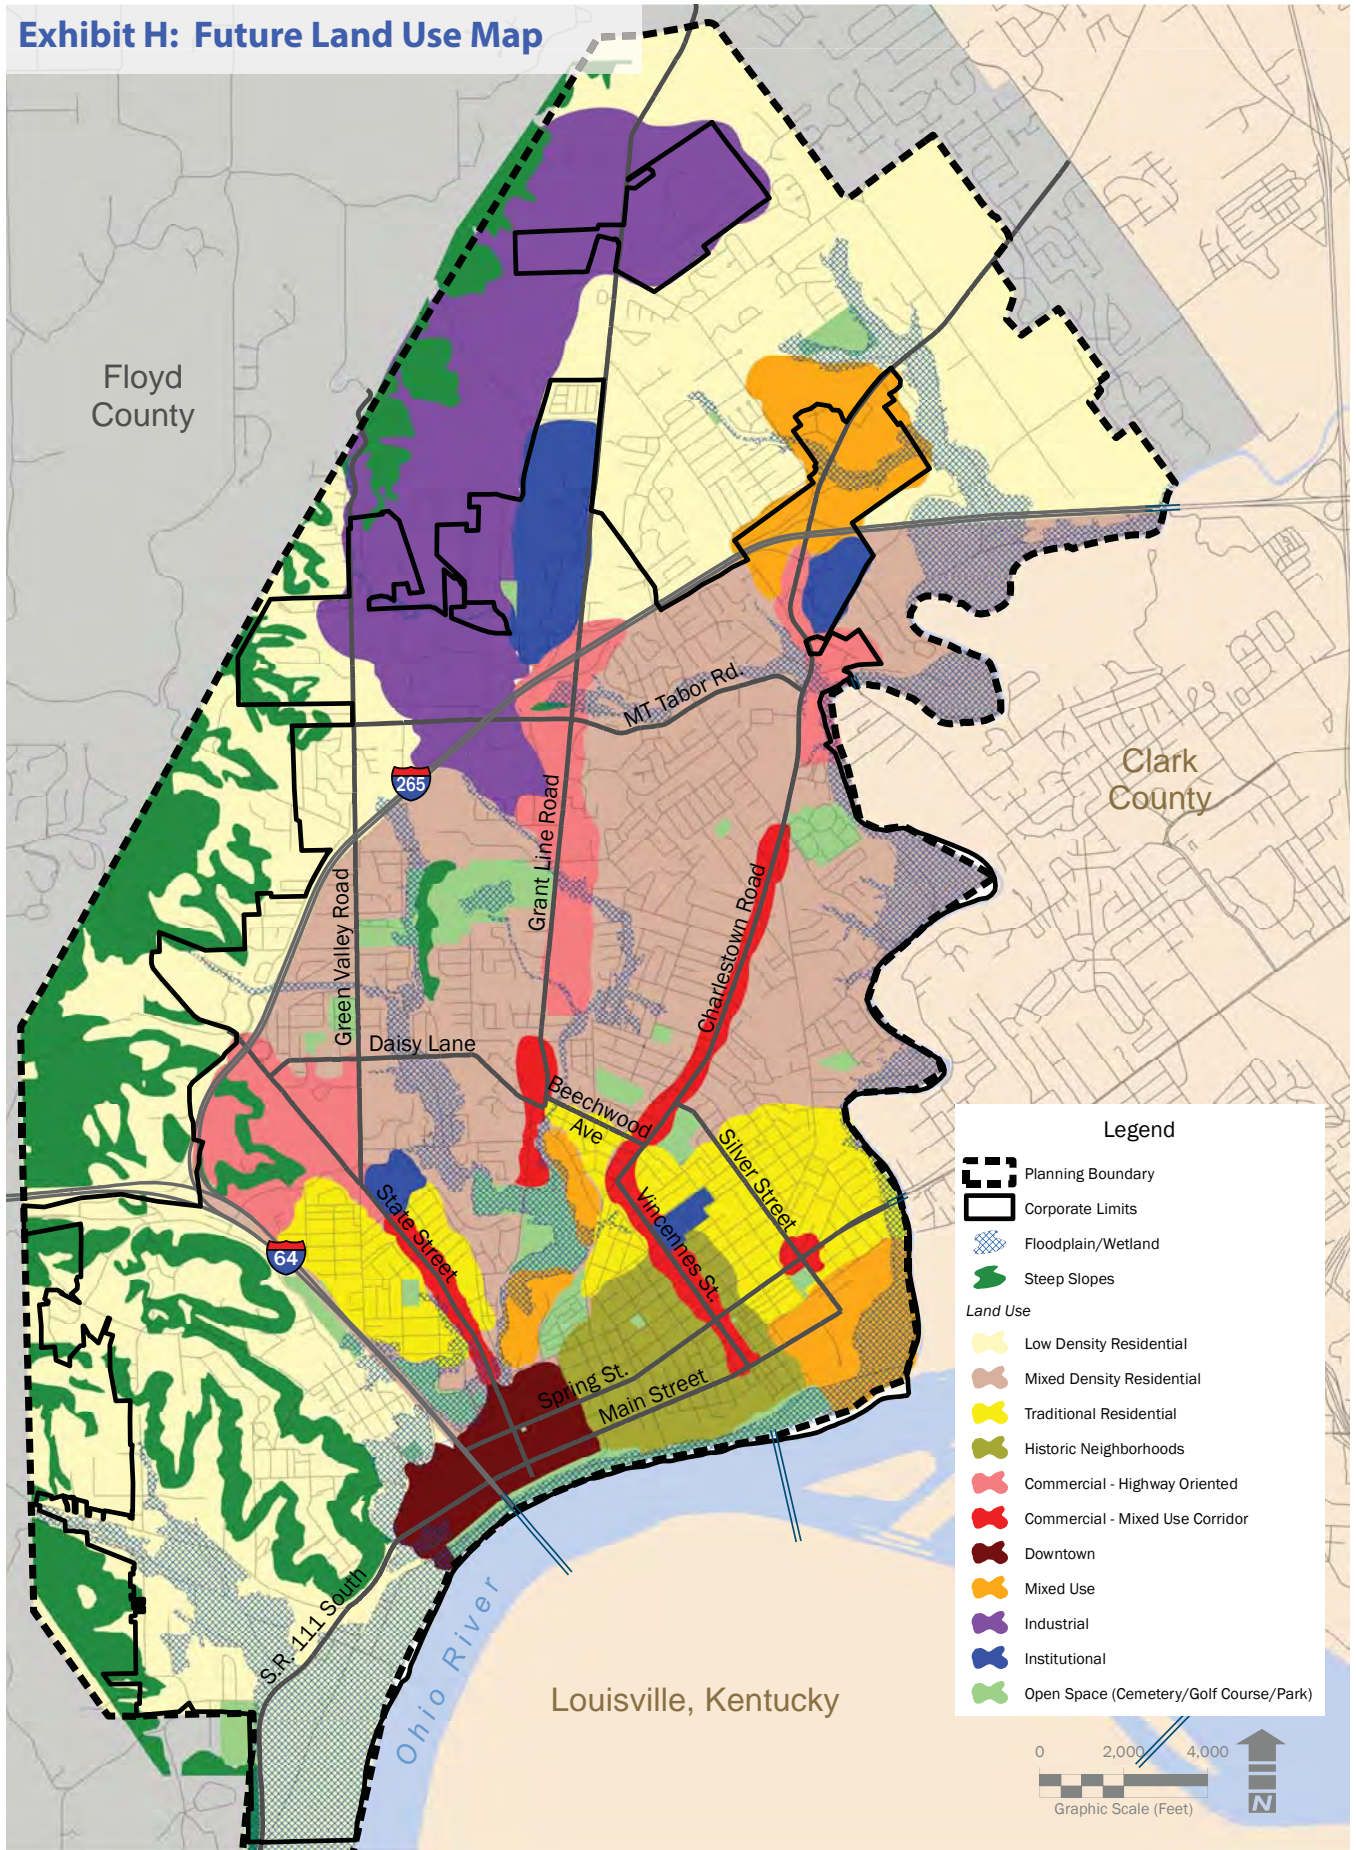 Exhibit H: Future Land Use Map
Floyd
County
MT Tabor Rd.
Clark
County
265
Grant Line Road
Green Valley Road
Charlestown Road
Daisy Lane
Beechwood
Ave
Silver Street
State Street
Vincennes St.
64
Spring St.
Main Street
S.R. 111 South
Ohio River
Louisville, Kentucky
Legend
Planning Boundary
Corporate Limits
Floodplain/Wetland
Steep Slopes
Land Use
Low Density Residential
Mixed Density Residential
Traditional Residential
Historic Neighborhoods
Commercial - Highway Oriented
Commercial - Mixed Use Corridor
Downtown
Mixed Use
Industrial
Institutional
Open Space (Cemetery/Golf Course/Park)
0 2,000 4,000
Graphic Scale (Feet)
N